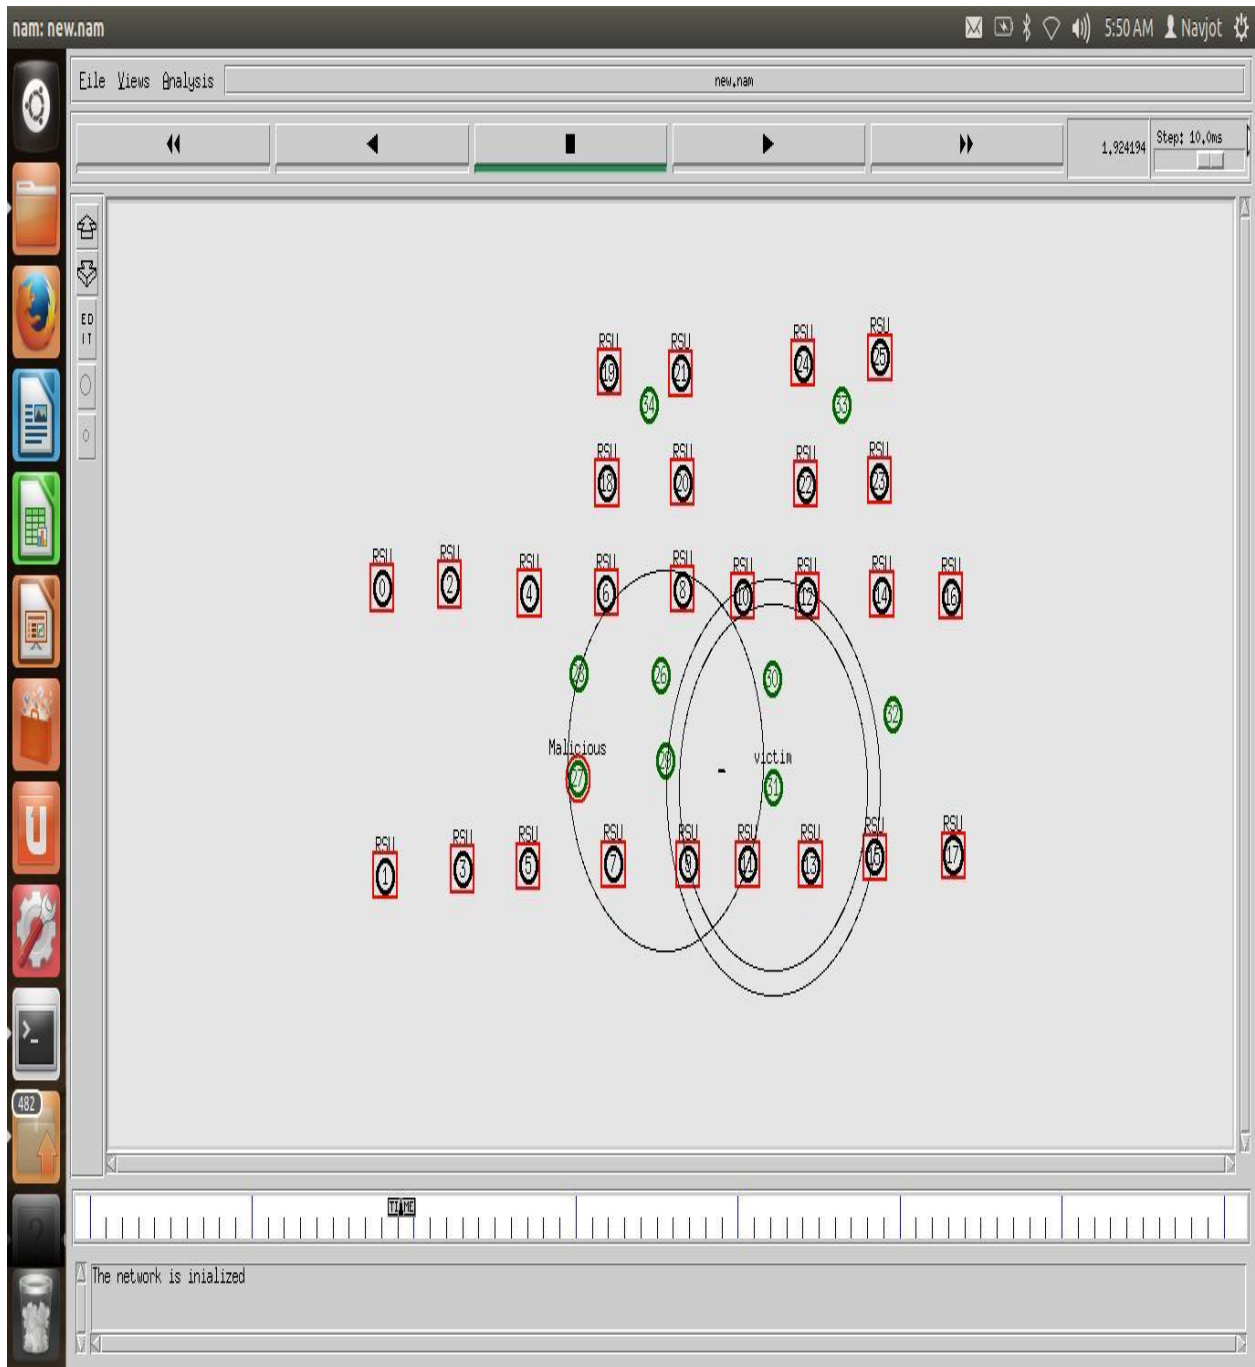 nam: new.nam
5:50 AM Navjot
File Views Analysis
new.nam
1.924194
Step: 10.0ms
ED
IT
RSU RSU RSU RSU
19 21 24 25
34 33
RSU RSU RSU RSU
18 20 22 23
RSU RSU RSU RSU RSU RSU RSU RSU RSU
0 2 4 6 8 10 12 14 16
28 26 30
32
Malicious victim
27 29 31
RSU RSU RSU RSU RSU RSU RSU RSU RSU
1 3 5 7 9 11 13 15 17
482
TIME
The network is inialized